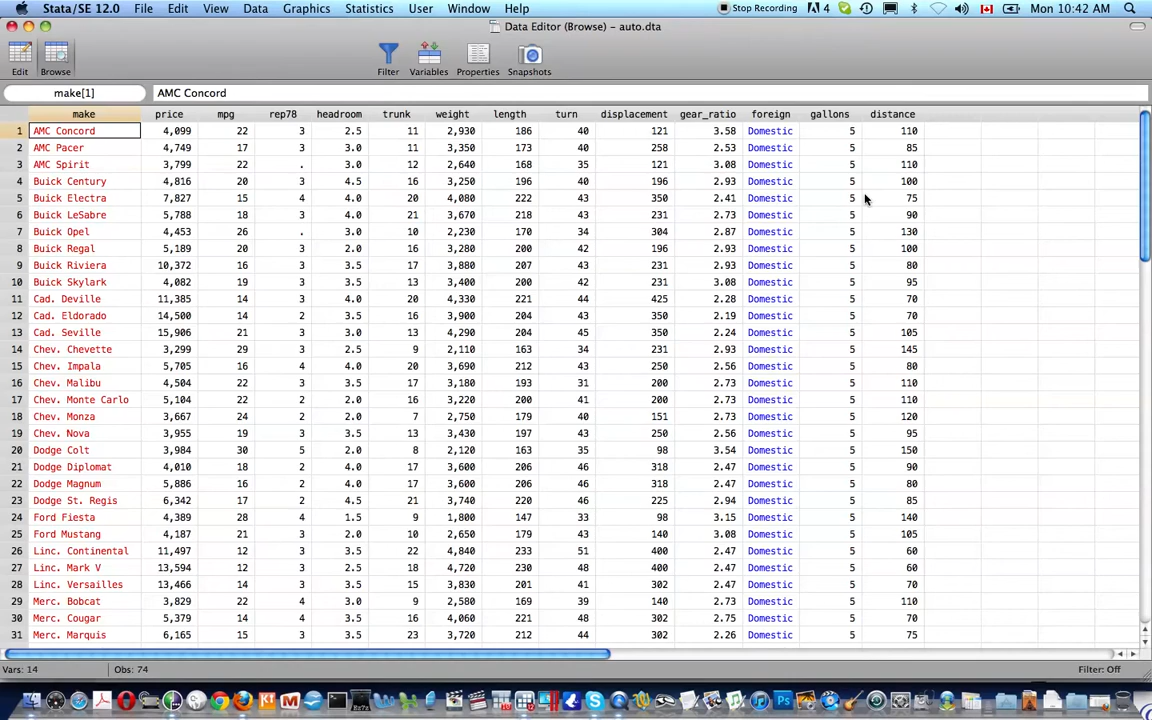 Stata/SE 12.0 File Edit View Data Graphics Statistics User Window Help Stop Recording 4 Mon 10:42 AM
Data Editor (Browse) – auto.dta
Edit Browse Filter Variables Properties Snapshots
make[1] AMC Concord
make price mpg rep78 headroom trunk weight length turn displacement gear_ratio foreign gallons distance
1 AMC Concord 4,099 22 3 2.5 11 2,930 186 40 121 3.58 Domestic 5 110
2 AMC Pacer 4,749 17 3 3.0 11 3,350 173 40 258 2.53 Domestic 5 85
3 AMC Spirit 3,799 22 . 3.0 12 2,640 168 35 121 3.08 Domestic 5 110
4 Buick Century 4,816 20 3 4.5 16 3,250 196 40 196 2.93 Domestic 5 100
5 Buick Electra 7,827 15 4 4.0 20 4,080 222 43 350 2.41 Domestic 5 75
6 Buick LeSabre 5,788 18 3 4.0 21 3,670 218 43 231 2.73 Domestic 5 90
7 Buick Opel 4,453 26 . 3.0 10 2,230 170 34 304 2.87 Domestic 5 130
8 Buick Regal 5,189 20 3 2.0 16 3,280 200 42 196 2.93 Domestic 5 100
9 Buick Riviera 10,372 16 3 3.5 17 3,880 207 43 231 2.93 Domestic 5 80
10 Buick Skylark 4,082 19 3 3.5 13 3,400 200 42 231 3.08 Domestic 5 95
11 Cad. Deville 11,385 14 3 4.0 20 4,330 221 44 425 2.28 Domestic 5 70
12 Cad. Eldorado 14,500 14 2 3.5 16 3,900 204 43 350 2.19 Domestic 5 70
13 Cad. Seville 15,906 21 3 3.0 13 4,290 204 45 350 2.24 Domestic 5 105
14 Chev. Chevette 3,299 29 3 2.5 9 2,110 163 34 231 2.93 Domestic 5 145
15 Chev. Impala 5,705 16 4 4.0 20 3,690 212 43 250 2.56 Domestic 5 80
16 Chev. Malibu 4,504 22 3 3.5 17 3,180 193 31 200 2.73 Domestic 5 110
17 Chev. Monte Carlo 5,104 22 2 2.0 16 3,220 200 41 200 2.73 Domestic 5 110
18 Chev. Monza 3,667 24 2 2.0 7 2,750 179 40 151 2.73 Domestic 5 120
19 Chev. Nova 3,955 19 3 3.5 13 3,430 197 43 250 2.56 Domestic 5 95
20 Dodge Colt 3,984 30 5 2.0 8 2,120 163 35 98 3.54 Domestic 5 150
21 Dodge Diplomat 4,010 18 2 4.0 17 3,600 206 46 318 2.47 Domestic 5 90
22 Dodge Magnum 5,886 16 2 4.0 17 3,600 206 46 318 2.47 Domestic 5 80
23 Dodge St. Regis 6,342 17 2 4.5 21 3,740 220 46 225 2.94 Domestic 5 85
24 Ford Fiesta 4,389 28 4 1.5 9 1,800 147 33 98 3.15 Domestic 5 140
25 Ford Mustang 4,187 21 3 2.0 10 2,650 179 43 140 3.08 Domestic 5 105
26 Linc. Continental 11,497 12 3 3.5 22 4,840 233 51 400 2.47 Domestic 5 60
27 Linc. Mark V 13,594 12 3 2.5 18 4,720 230 48 400 2.47 Domestic 5 60
28 Linc. Versailles 13,466 14 3 3.5 15 3,830 201 41 302 2.47 Domestic 5 70
29 Merc. Bobcat 3,829 22 4 3.0 9 2,580 169 39 140 2.73 Domestic 5 110
30 Merc. Cougar 5,379 14 4 3.5 16 4,060 221 48 302 2.75 Domestic 5 70
31 Merc. Marquis 6,165 15 3 3.5 23 3,720 212 44 302 2.26 Domestic 5 75
Vars: 14 Obs: 74 Filter: Off